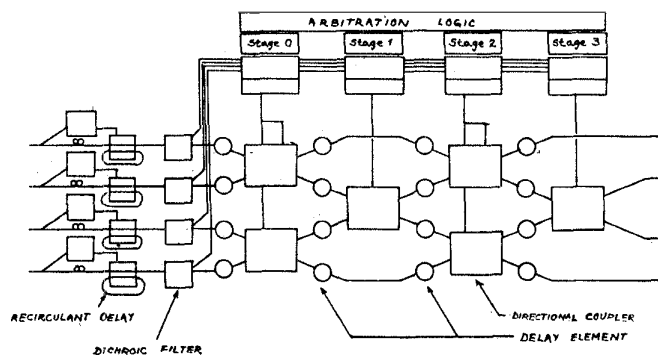 ARBITRATION LOGIC
Stage 0 Stage 1 Stage 2 Stage 3
RECIRCULANT DELAY
DICHROIC FILTER
DIRECTIONAL COUPLER
DELAY ELEMENT